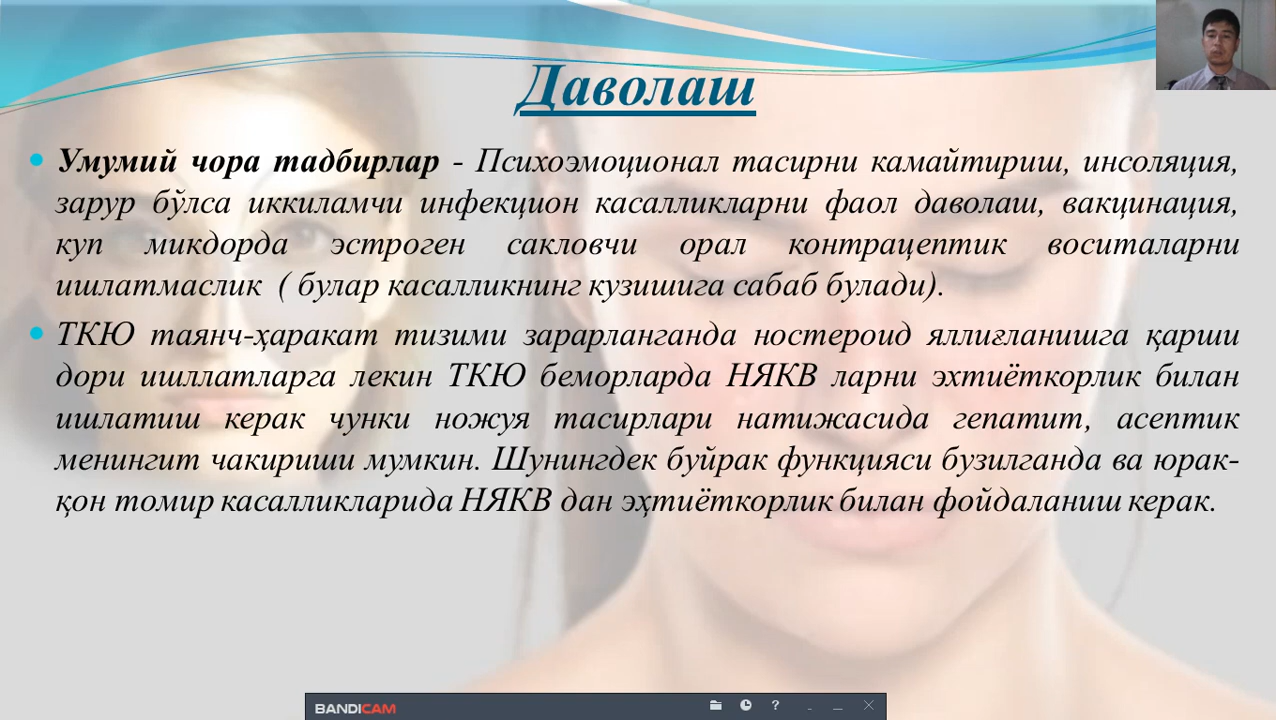 Даволаш
Умумий чора тадбирлар - Психоэмоционал тасирни камайтириш, инсоляция,
зарур бўлса иккиламчи инфекцион касалликларни фаол даволаш, вакцинация,
куп микдорда эстроген сакловчи орал контрацептик воситаларни
ишлатмаслик ( булар касалликнинг кузишига сабаб булади).
ТКЮ таянч-ҳаракат тизими зарарланганда ностероид яллиғланишга қарши
дори ишллатларга лекин ТКЮ беморларда НЯКВ ларни эхтиёткорлик билан
ишлатиш керак чунки ножуя тасирлари натижасида гепатит, асептик
менингит чакириши мумкин. Шунингдек буйрак функцияси бузилганда ва юрак-
қон томир касалликларида НЯКВ дан эҳтиёткорлик билан фойдаланиш керак.
BANDICAM